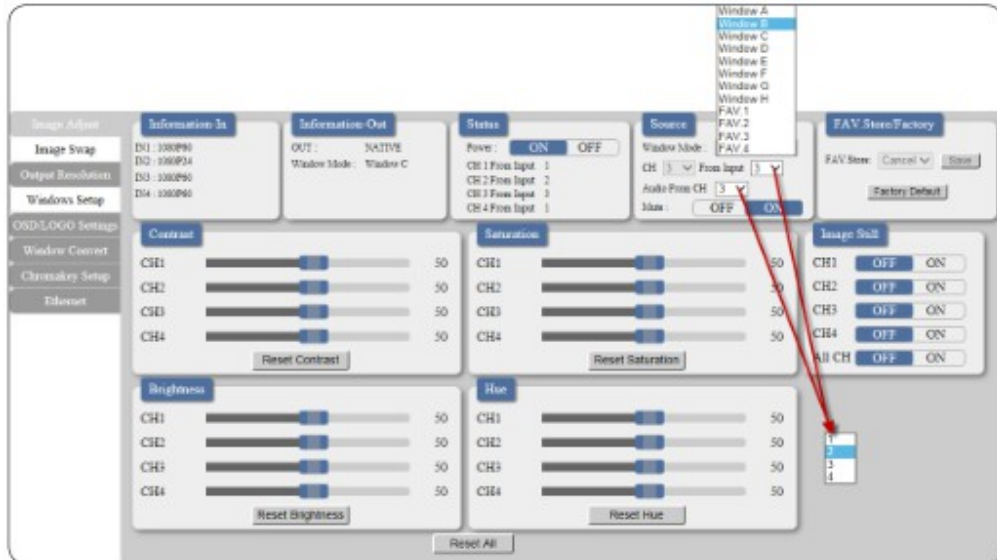 Window A
Window B
Window C
Window D
Window E
Window F
Window G
Window H
FAV.1
FAV.2
FAV.3
FAV.4
Image Adjust
Image Swap
Output Resolution
Windows Setup
OSD/LOGO Settings
Window Convert
Chromakey Setup
Ethernet
Information-In
IN1 : 1080P60
IN2 : 1080P24
IN3 : 1080P60
IN4 : 1080P60
Information-Out
OUT : NATIVE
Window Mode : Window C
Status
Power : ON OFF
CH 1 From Input 1
CH 2 From Input 2
CH 3 From Input 3
CH 4 From Input 1
Source
Window Mode :
CH 3 From Input 3
Audio From CH 3
Mute : OFF ON
FAV.Store/Factory
FAV.Store: Cancel Save
Factory Default
Contrast
CH1 50
CH2 50
CH3 50
CH4 50
Reset Contrast
Saturation
CH1 50
CH2 50
CH3 50
CH4 50
Reset Saturation
Image Still
CH1 OFF ON
CH2 OFF ON
CH3 OFF ON
CH4 OFF ON
All CH OFF ON
Brightness
CH1 50
CH2 50
CH3 50
CH4 50
Reset Brightness
Hue
CH1 50
CH2 50
CH3 50
CH4 50
Reset Hue
1
2
3
4
Reset All